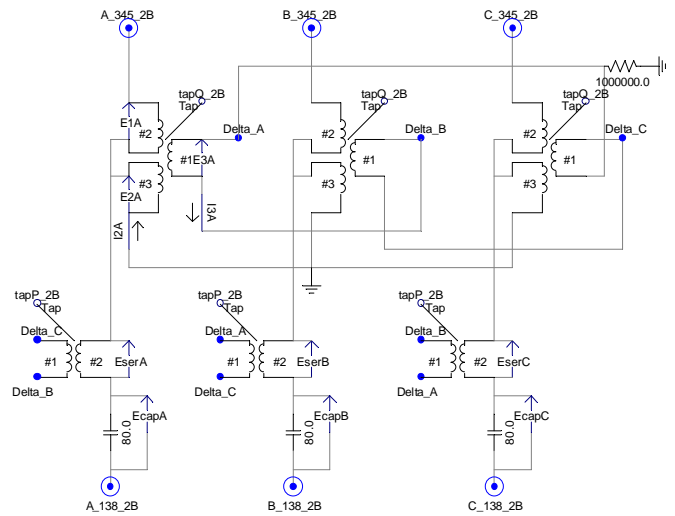 A_345_2B B_345_2B C_345_2B
1000000.0
tapQ_2B tapQ_2B tapQ_2B
Tap Tap Tap
E1A #2 Delta_A #2 Delta_B #2 Delta_C
#1 E3A #1 #1
#3 #3 #3
E2A
I2A I3A
tapP_2B tapP_2B tapP_2B
Tap Tap Tap
Delta_C Delta_A Delta_B
#1 #2 EserA #1 #2 EserB #1 #2 EserC
Delta_B Delta_C Delta_A
EcapA EcapB EcapC
80.0 80.0 80.0
A_138_2B B_138_2B C_138_2B